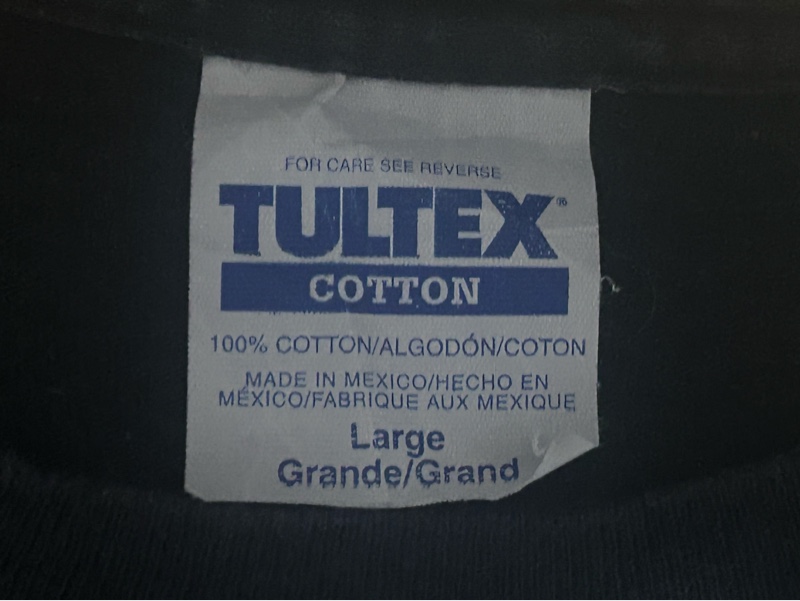 FOR CARE SEE REVERSE
TULTEX®
COTTON
100% COTTON/ALGODÓN/COTON
MADE IN MEXICO/HECHO EN
MÉXICO/FABRIQUE AUX MEXIQUE
Large
Grande/Grand